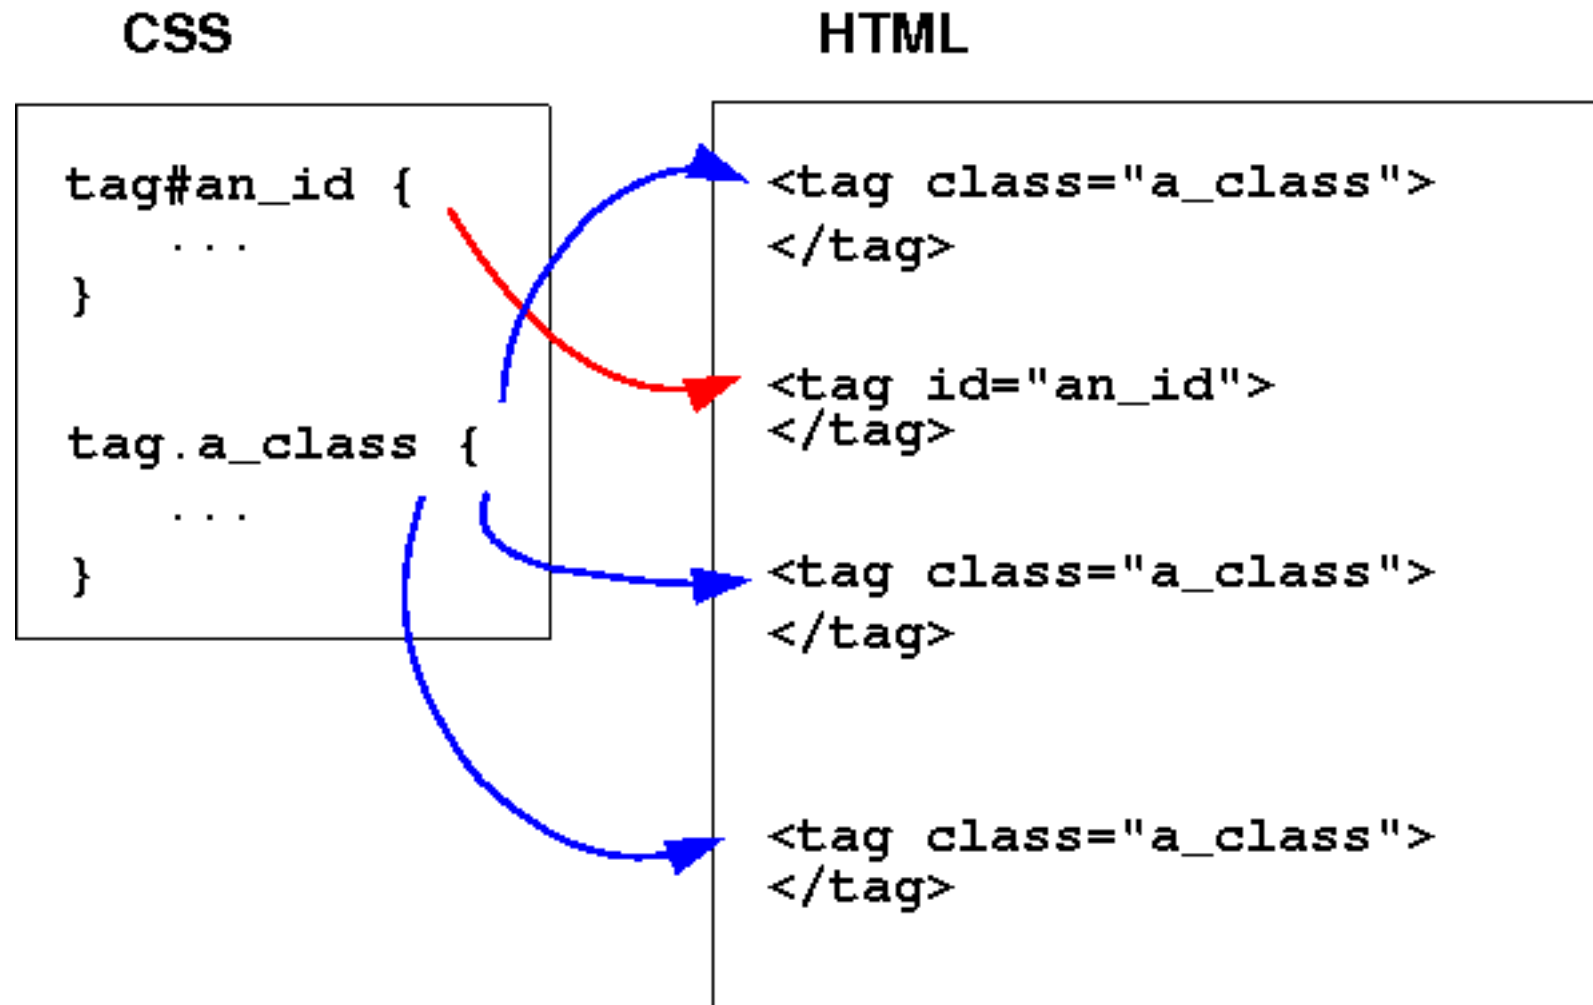 CSS
tag#an_id {
...
}
tag.a_class {
...
}
HTML
<tag class="a_class">
</tag>
<tag id="an_id">
</tag>
<tag class="a_class">
</tag>
<tag class="a_class">
</tag>